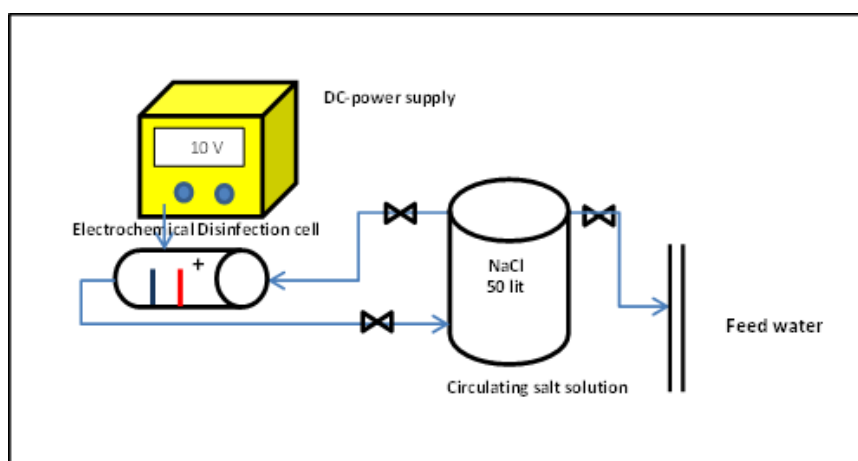 DC-power supply
10 V
Electrochemical Disinfection cell
+
NaCl
50 lit
Feed water
Circulating salt solution